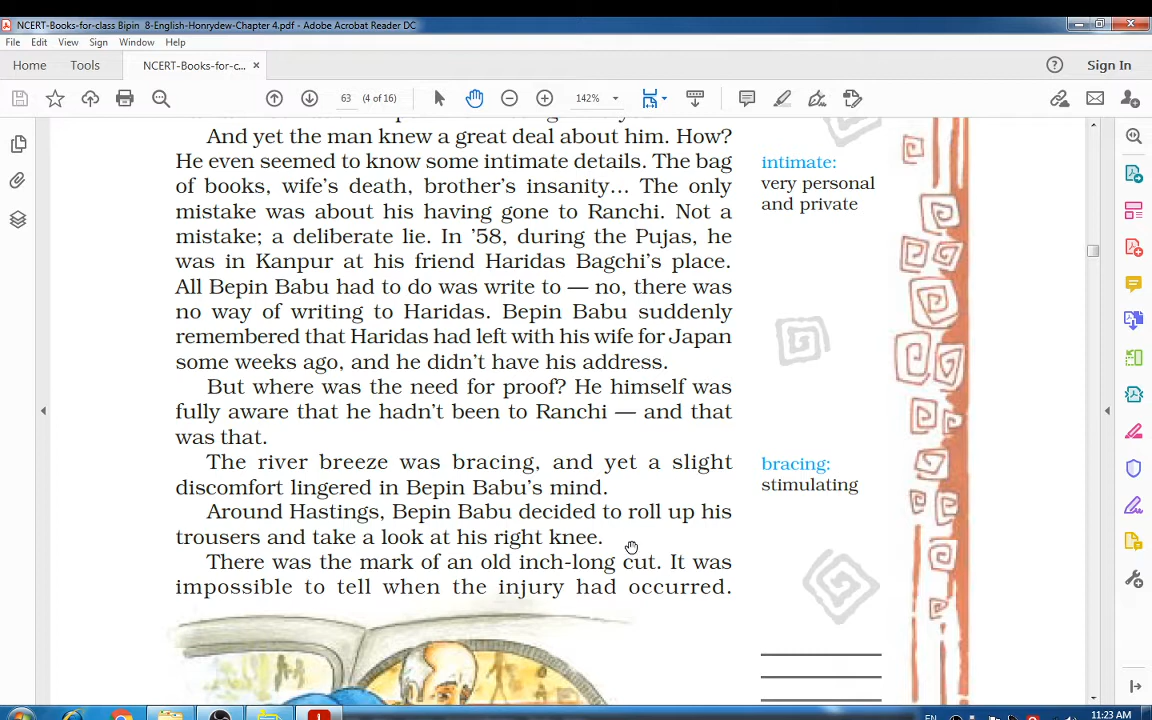 NCERT-Books-for-class Bipin 8-English-Honrydew-Chapter 4.pdf - Adobe Acrobat Reader DC
File Edit View Sign Window Help
Home Tools NCERT-Books-for-c... × Sign In
63 (4 of 16) 142%
And yet the man knew a great deal about him. How?
He even seemed to know some intimate details. The bag
of books, wife's death, brother's insanity... The only
mistake was about his having gone to Ranchi. Not a
mistake; a deliberate lie. In '58, during the Pujas, he
was in Kanpur at his friend Haridas Bagchi's place.
All Bepin Babu had to do was write to — no, there was
no way of writing to Haridas. Bepin Babu suddenly
remembered that Haridas had left with his wife for Japan
some weeks ago, and he didn't have his address.
But where was the need for proof? He himself was
fully aware that he hadn't been to Ranchi — and that
was that.
The river breeze was bracing, and yet a slight
discomfort lingered in Bepin Babu's mind.
Around Hastings, Bepin Babu decided to roll up his
trousers and take a look at his right knee.
There was the mark of an old inch-long cut. It was
impossible to tell when the injury had occurred.
intimate:
very personal
and private
bracing:
stimulating
EN 11:23 AM